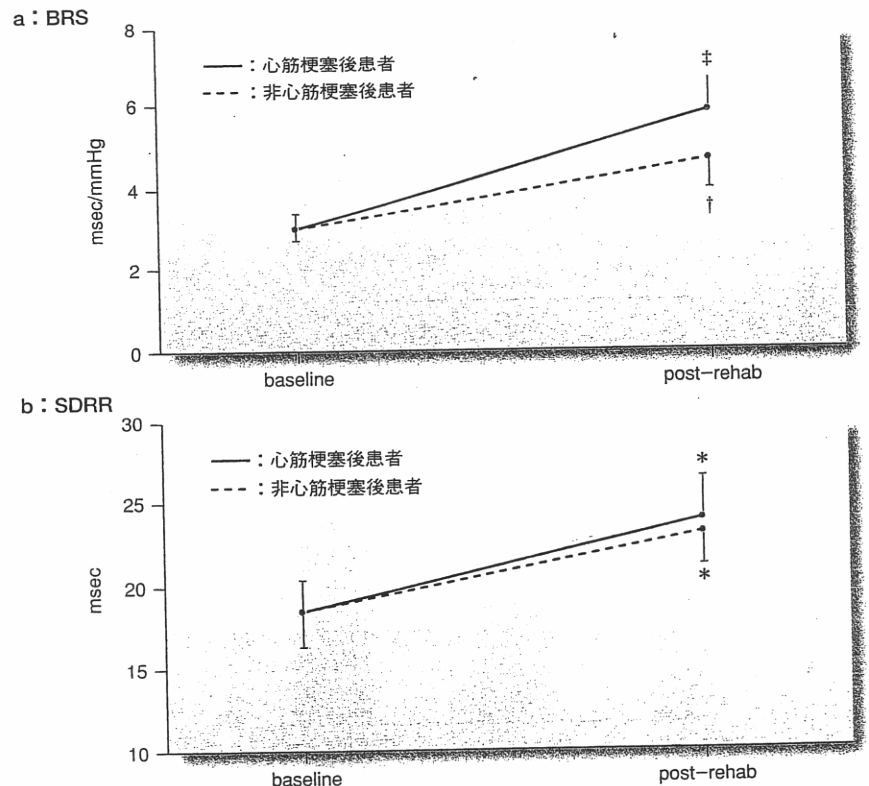 a：BRS
8
6
4
2
0
msec/mmHg
——：心筋梗塞後患者
---：非心筋梗塞後患者
‡
†
baseline
post-rehab
b：SDRR
30
25
20
15
10
msec
——：心筋梗塞後患者
---：非心筋梗塞後患者
*
*
baseline
post-rehab